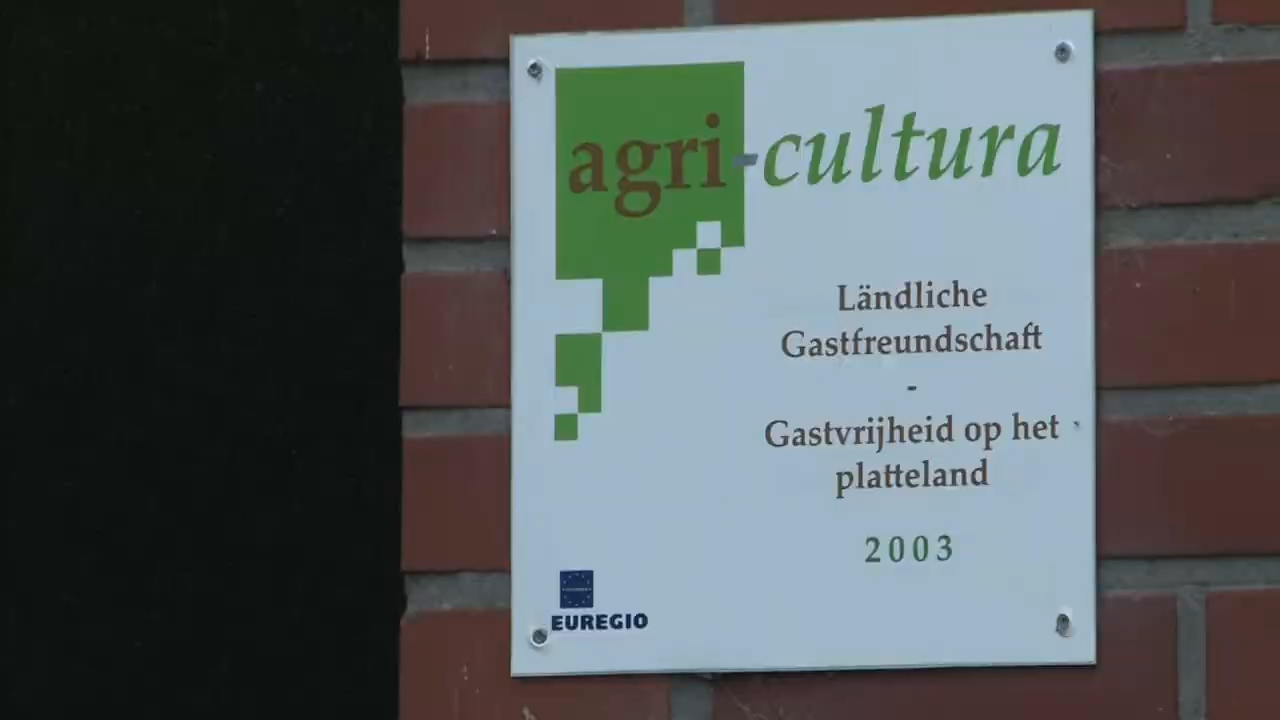 agri-cultura
Ländliche
Gastfreundschaft
-
Gastvrijheid op het
platteland
2003
EUREGIO